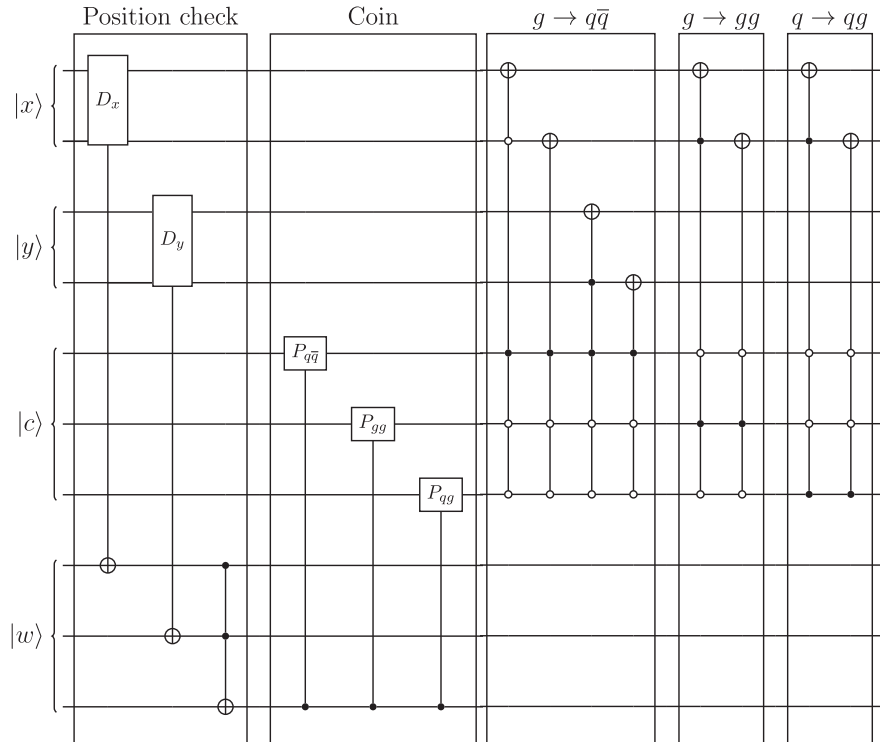 Position check Coin g → qq̅ g → gg q → qg
|x⟩ D_x
|y⟩ D_y
P_{qq̅}
|c⟩ P_{gg}
P_{qg}
|w⟩